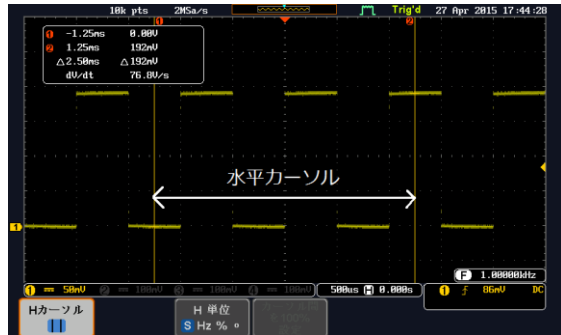 10k pts 2MSa/s Trig'd 27 Apr 2015 17:44:28
1 -1.25ms 0.00V
2 1.25ms 192mV
△2.50ms △192mV
dV/dt 76.8V/s
1 2
水平カーソル
1
F 1.00000kHz
1 50mV 2 100mV 3 100mV 4 100mV 500us H 0.000s 1 86mV DC
Hカーソル
H 単位
S Hz % °